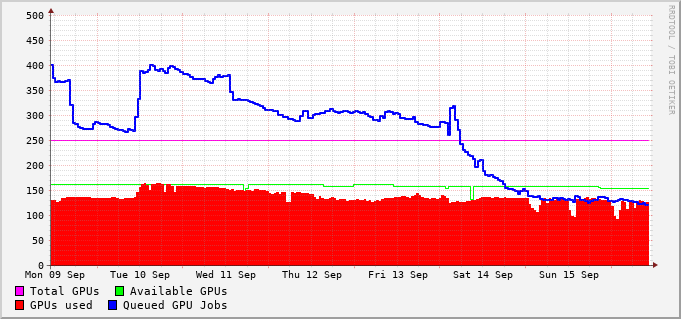 500
450
400
350
300
250
200
150
100
50
0
Mon 09 Sep Tue 10 Sep Wed 11 Sep Thu 12 Sep Fri 13 Sep Sat 14 Sep Sun 15 Sep
Total GPUs Available GPUs
GPUs used Queued GPU Jobs
RRDTOOL / TOBI OETIKER